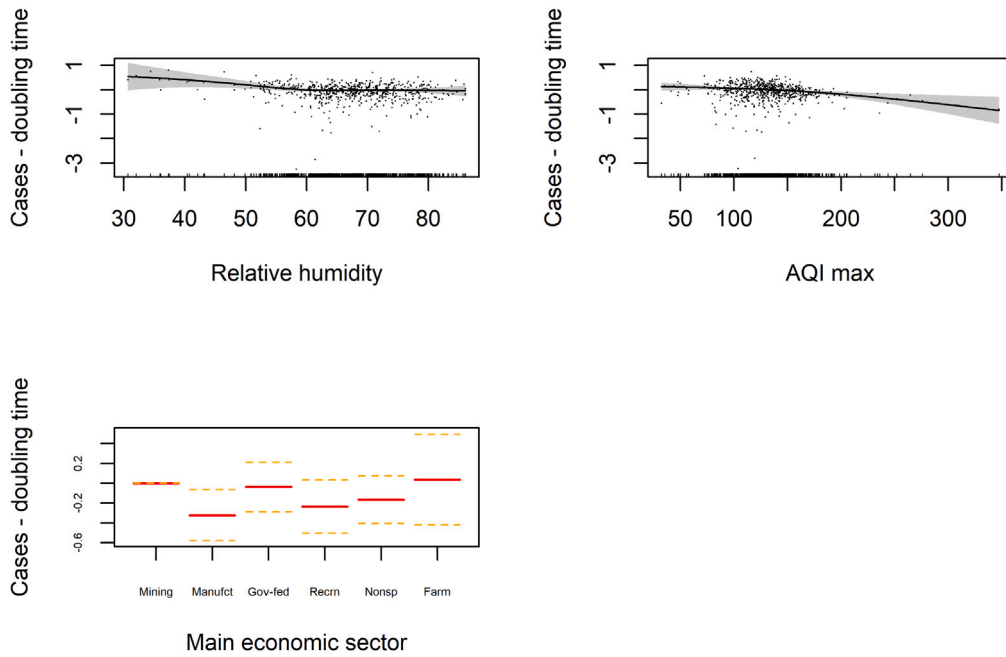 Cases - doubling time
1
-1
-3
30 40 50 60 70 80
Relative humidity
Cases - doubling time
1
-1
-3
50 100 200 300
AQI max
Cases - doubling time
0.2
-0.2
-0.6
Mining Manufct Gov-fed Recrn Nonsp Farm
Main economic sector